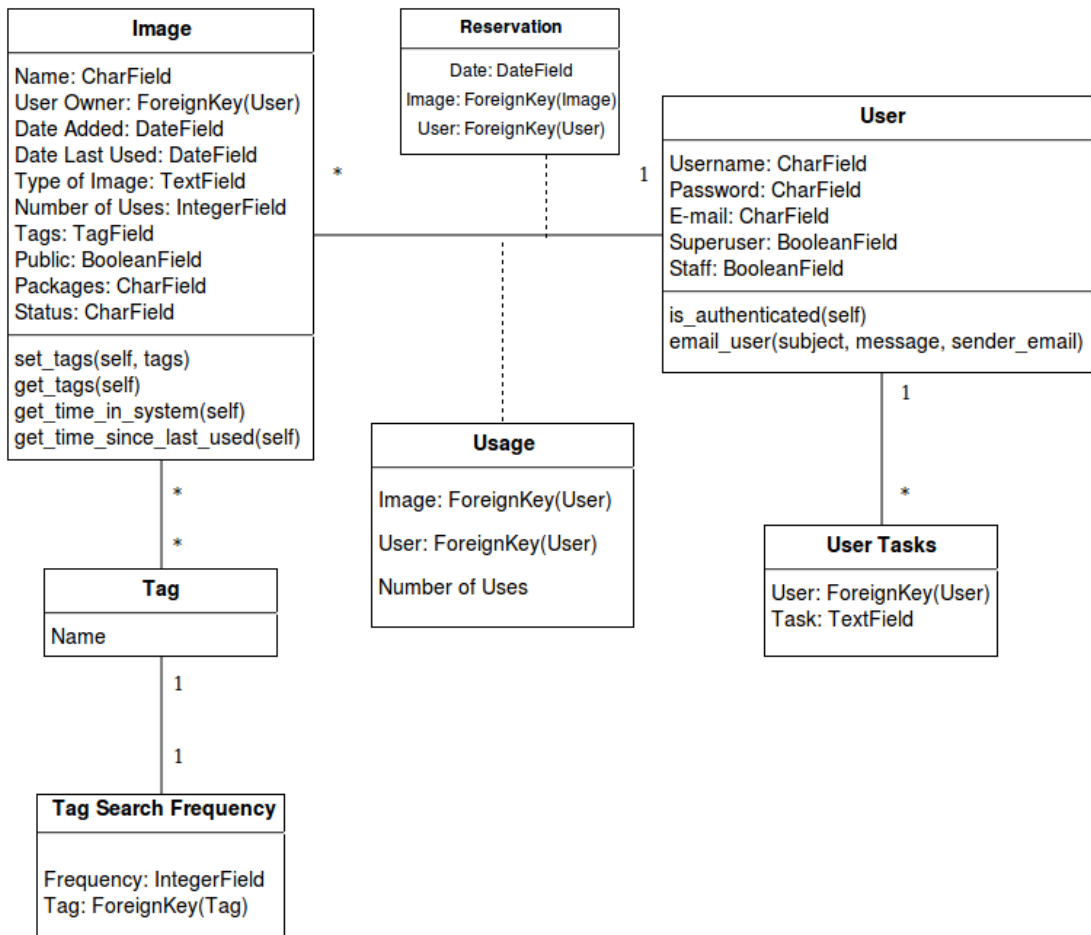 Image
Name: CharField
User Owner: ForeignKey(User)
Date Added: DateField
Date Last Used: DateField
Type of Image: TextField
Number of Uses: IntegerField
Tags: TagField
Public: BooleanField
Packages: CharField
Status: CharField
set_tags(self, tags)
get_tags(self)
get_time_in_system(self)
get_time_since_last_used(self)
Reservation
Date: DateField
Image: ForeignKey(Image)
User: ForeignKey(User)
*
1
User
Username: CharField
Password: CharField
E-mail: CharField
Superuser: BooleanField
Staff: BooleanField
is_authenticated(self)
email_user(subject, message, sender_email)
Usage
Image: ForeignKey(User)
User: ForeignKey(User)
Number of Uses
1
*
User Tasks
User: ForeignKey(User)
Task: TextField
*
*
Tag
Name
1
1
Tag Search Frequency
Frequency: IntegerField
Tag: ForeignKey(Tag)